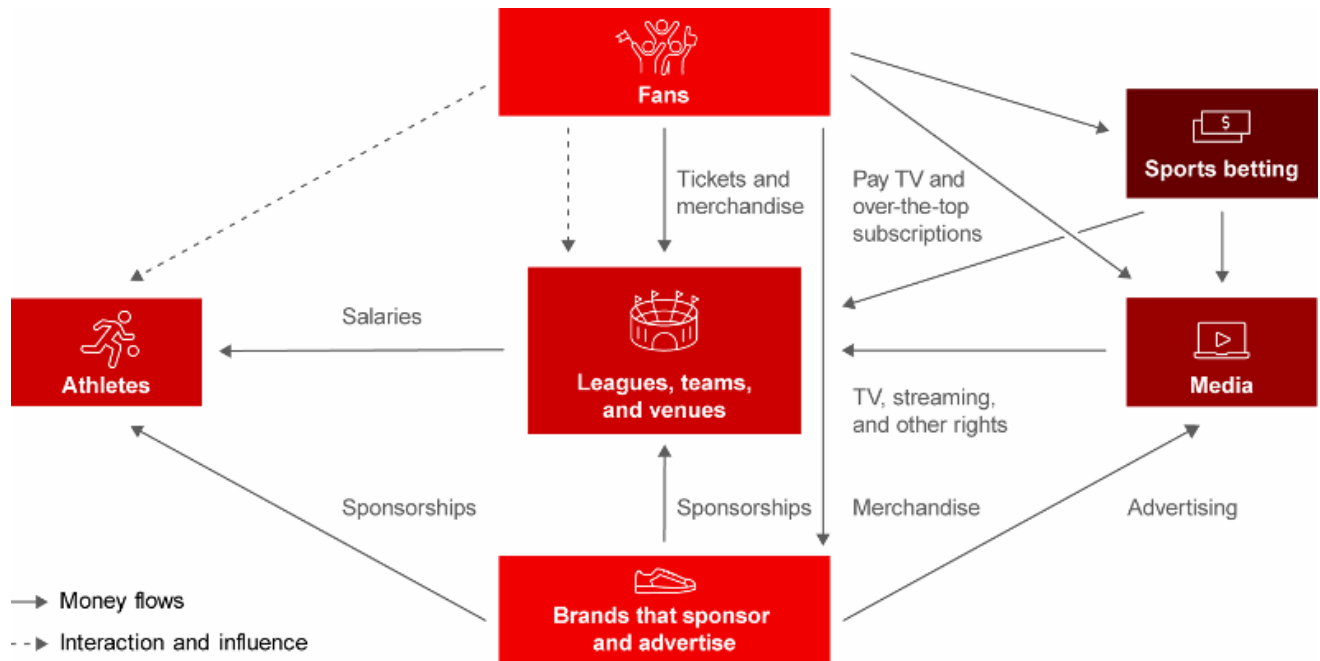 Fans
$
Sports betting
Tickets and
merchandise
Pay TV and
over-the-top
subscriptions
Salaries
Athletes
Leagues, teams,
and venues
Media
TV, streaming,
and other rights
Sponsorships
Sponsorships
Merchandise
Advertising
Brands that sponsor
and advertise
Money flows
Interaction and influence